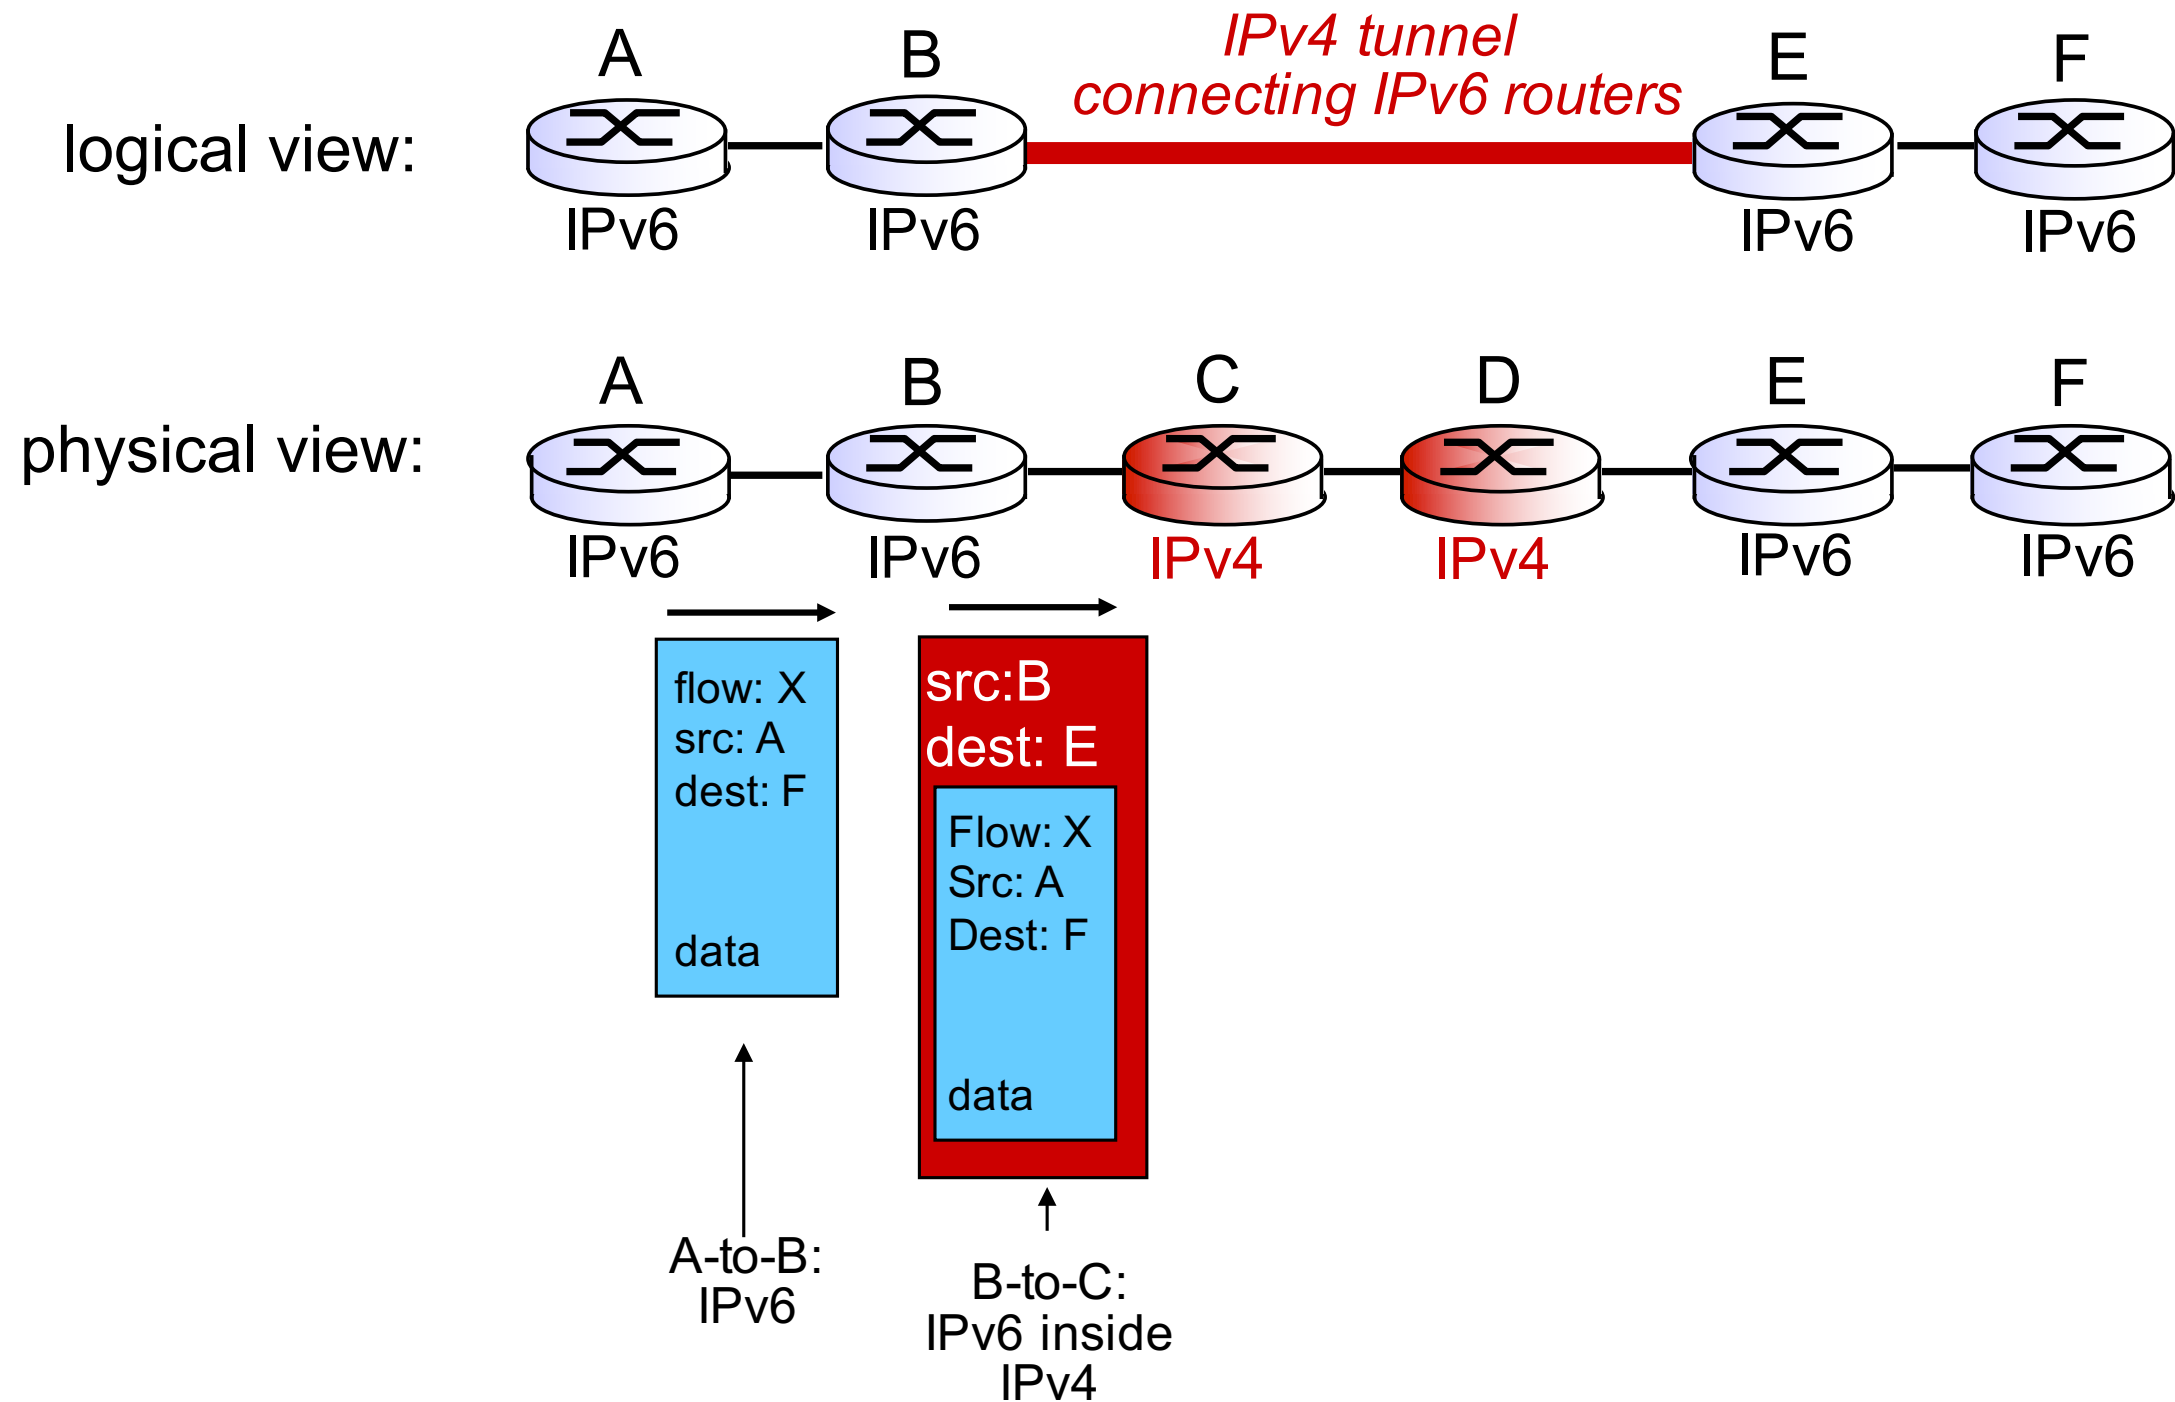 IPv4 tunnel
connecting IPv6 routers
A
B
E
F
logical view:
IPv6
IPv6
IPv6
IPv6
A
B
C
D
E
F
physical view:
IPv6
IPv6
IPv4
IPv4
IPv6
IPv6
flow: X
src: A
dest: F
data
src:B
dest: E
Flow: X
Src: A
Dest: F
data
A-to-B:
IPv6
B-to-C:
IPv6 inside
IPv4